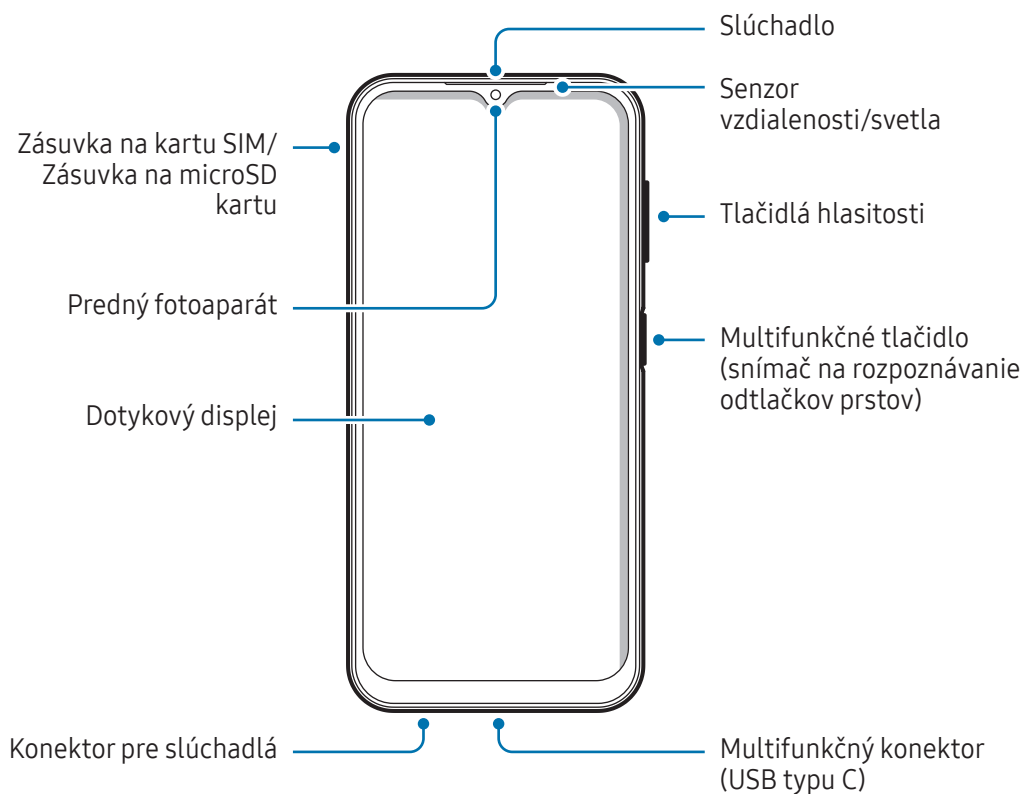 Slúchadlo
Senzor
vzdialenosti/svetla
Zásuvka na kartu SIM/
Zásuvka na microSD
kartu
Tlačidlá hlasitosti
Predný fotoaparát
Multifunkčné tlačidlo
(snímač na rozpoznávanie
odtlačkov prstov)
Dotykový displej
Konektor pre slúchadlá
Multifunkčný konektor
(USB typu C)